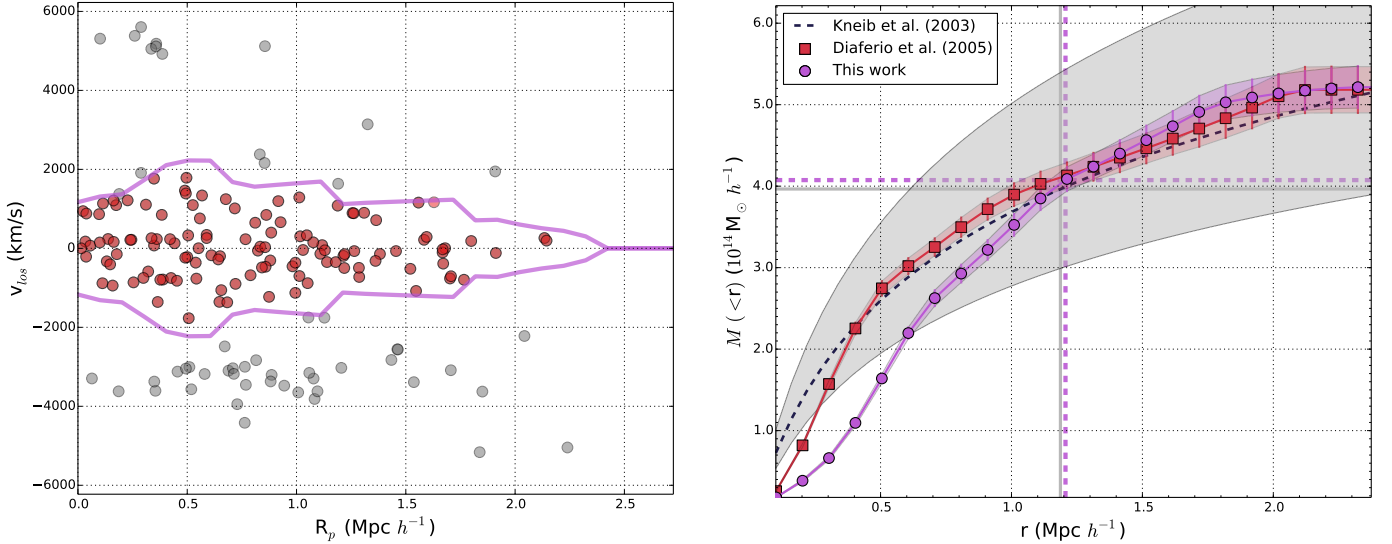 6000
4000
2000
0
−2000
−4000
−6000
v_los (km/s)
0.0 0.5 1.0 1.5 2.0 2.5
R_p (Mpc h⁻¹)
Kneib et al. (2003)
Diaferio et al. (2005)
This work
6.0
5.0
4.0
3.0
2.0
1.0
M (<r) (10¹⁴ M_⊙ h⁻¹)
0.5 1.0 1.5 2.0
r (Mpc h⁻¹)